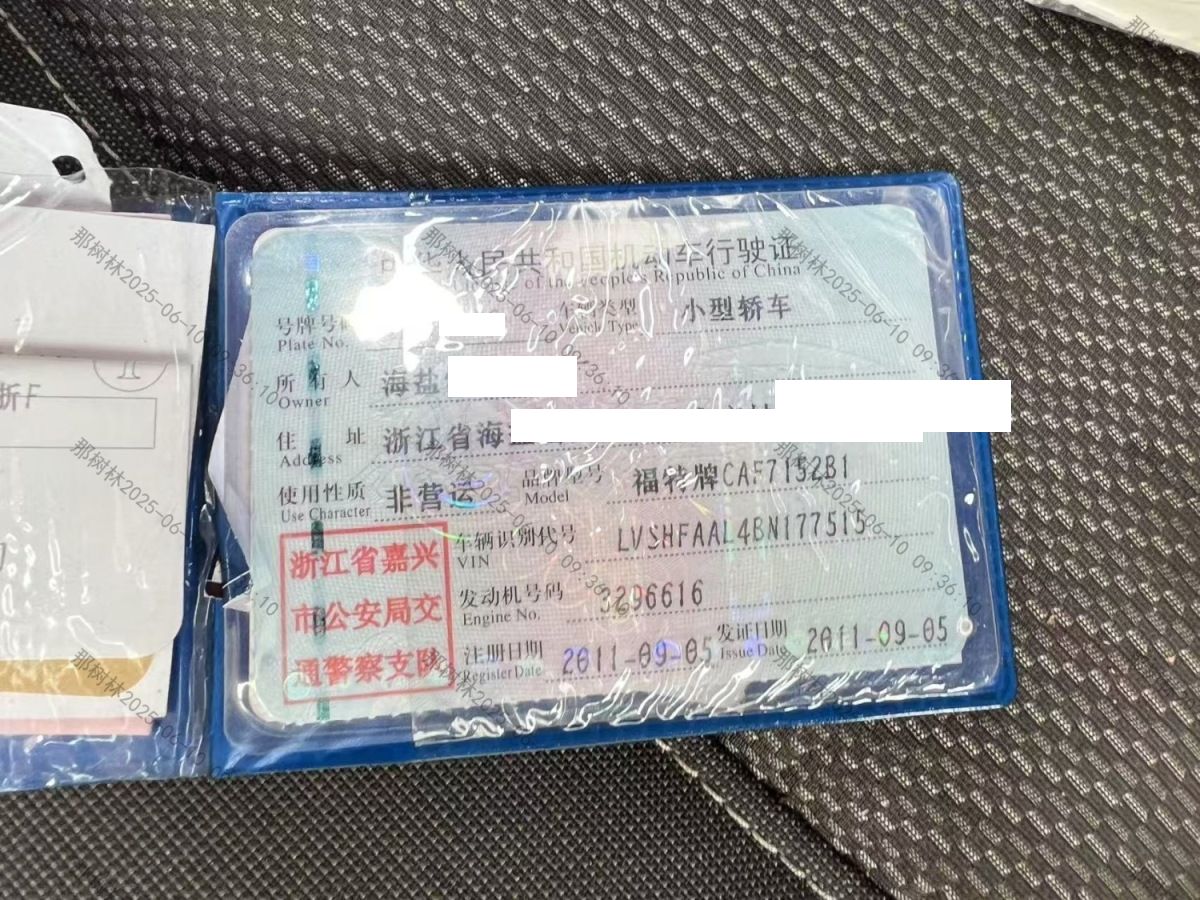 中华人民共和国机动车行驶证
of the People's Republic of China
号牌号码
Plate No.
车辆类型 小型轿车
Vehicle Type
所有人 海盐
Owner
住址 浙江省海
Address
使用性质 非营运
Use Character
品牌型号 福特牌CAF7152B1
Model
浙江省嘉兴
市公安局交
通警察支队
车辆识别代号 LVSHFAAL4BN177515
VIN
发动机号码 3296616
Engine No.
注册日期 2011-09-05
Register Date
发证日期 2011-09-05
Issue Date
折F
那树林2025-06-10 09:36:10